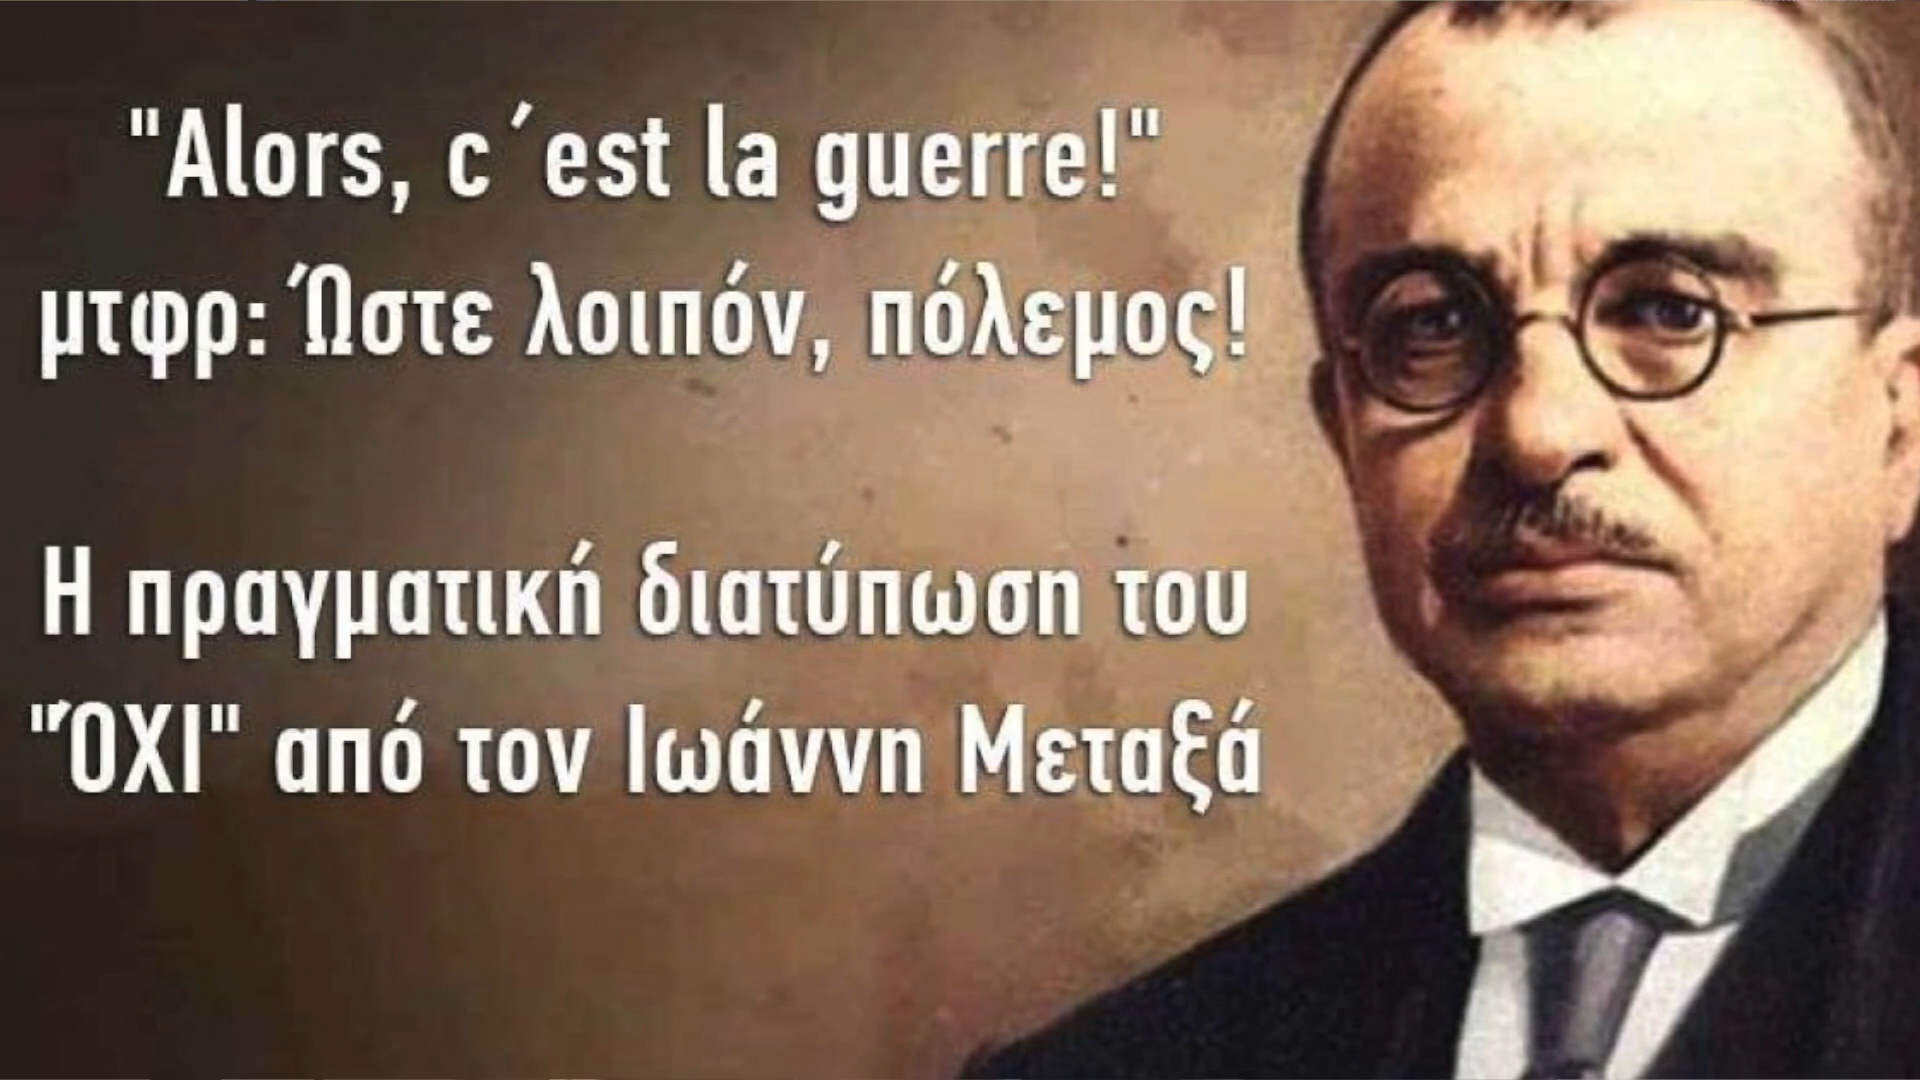 "Alors, c´est la guerre!"
μτφρ: Ώστε λοιπόν, πόλεμος!
Η πραγματική διατύπωση του
"ΌΧΙ" από τον Ιωάννη Μεταξά